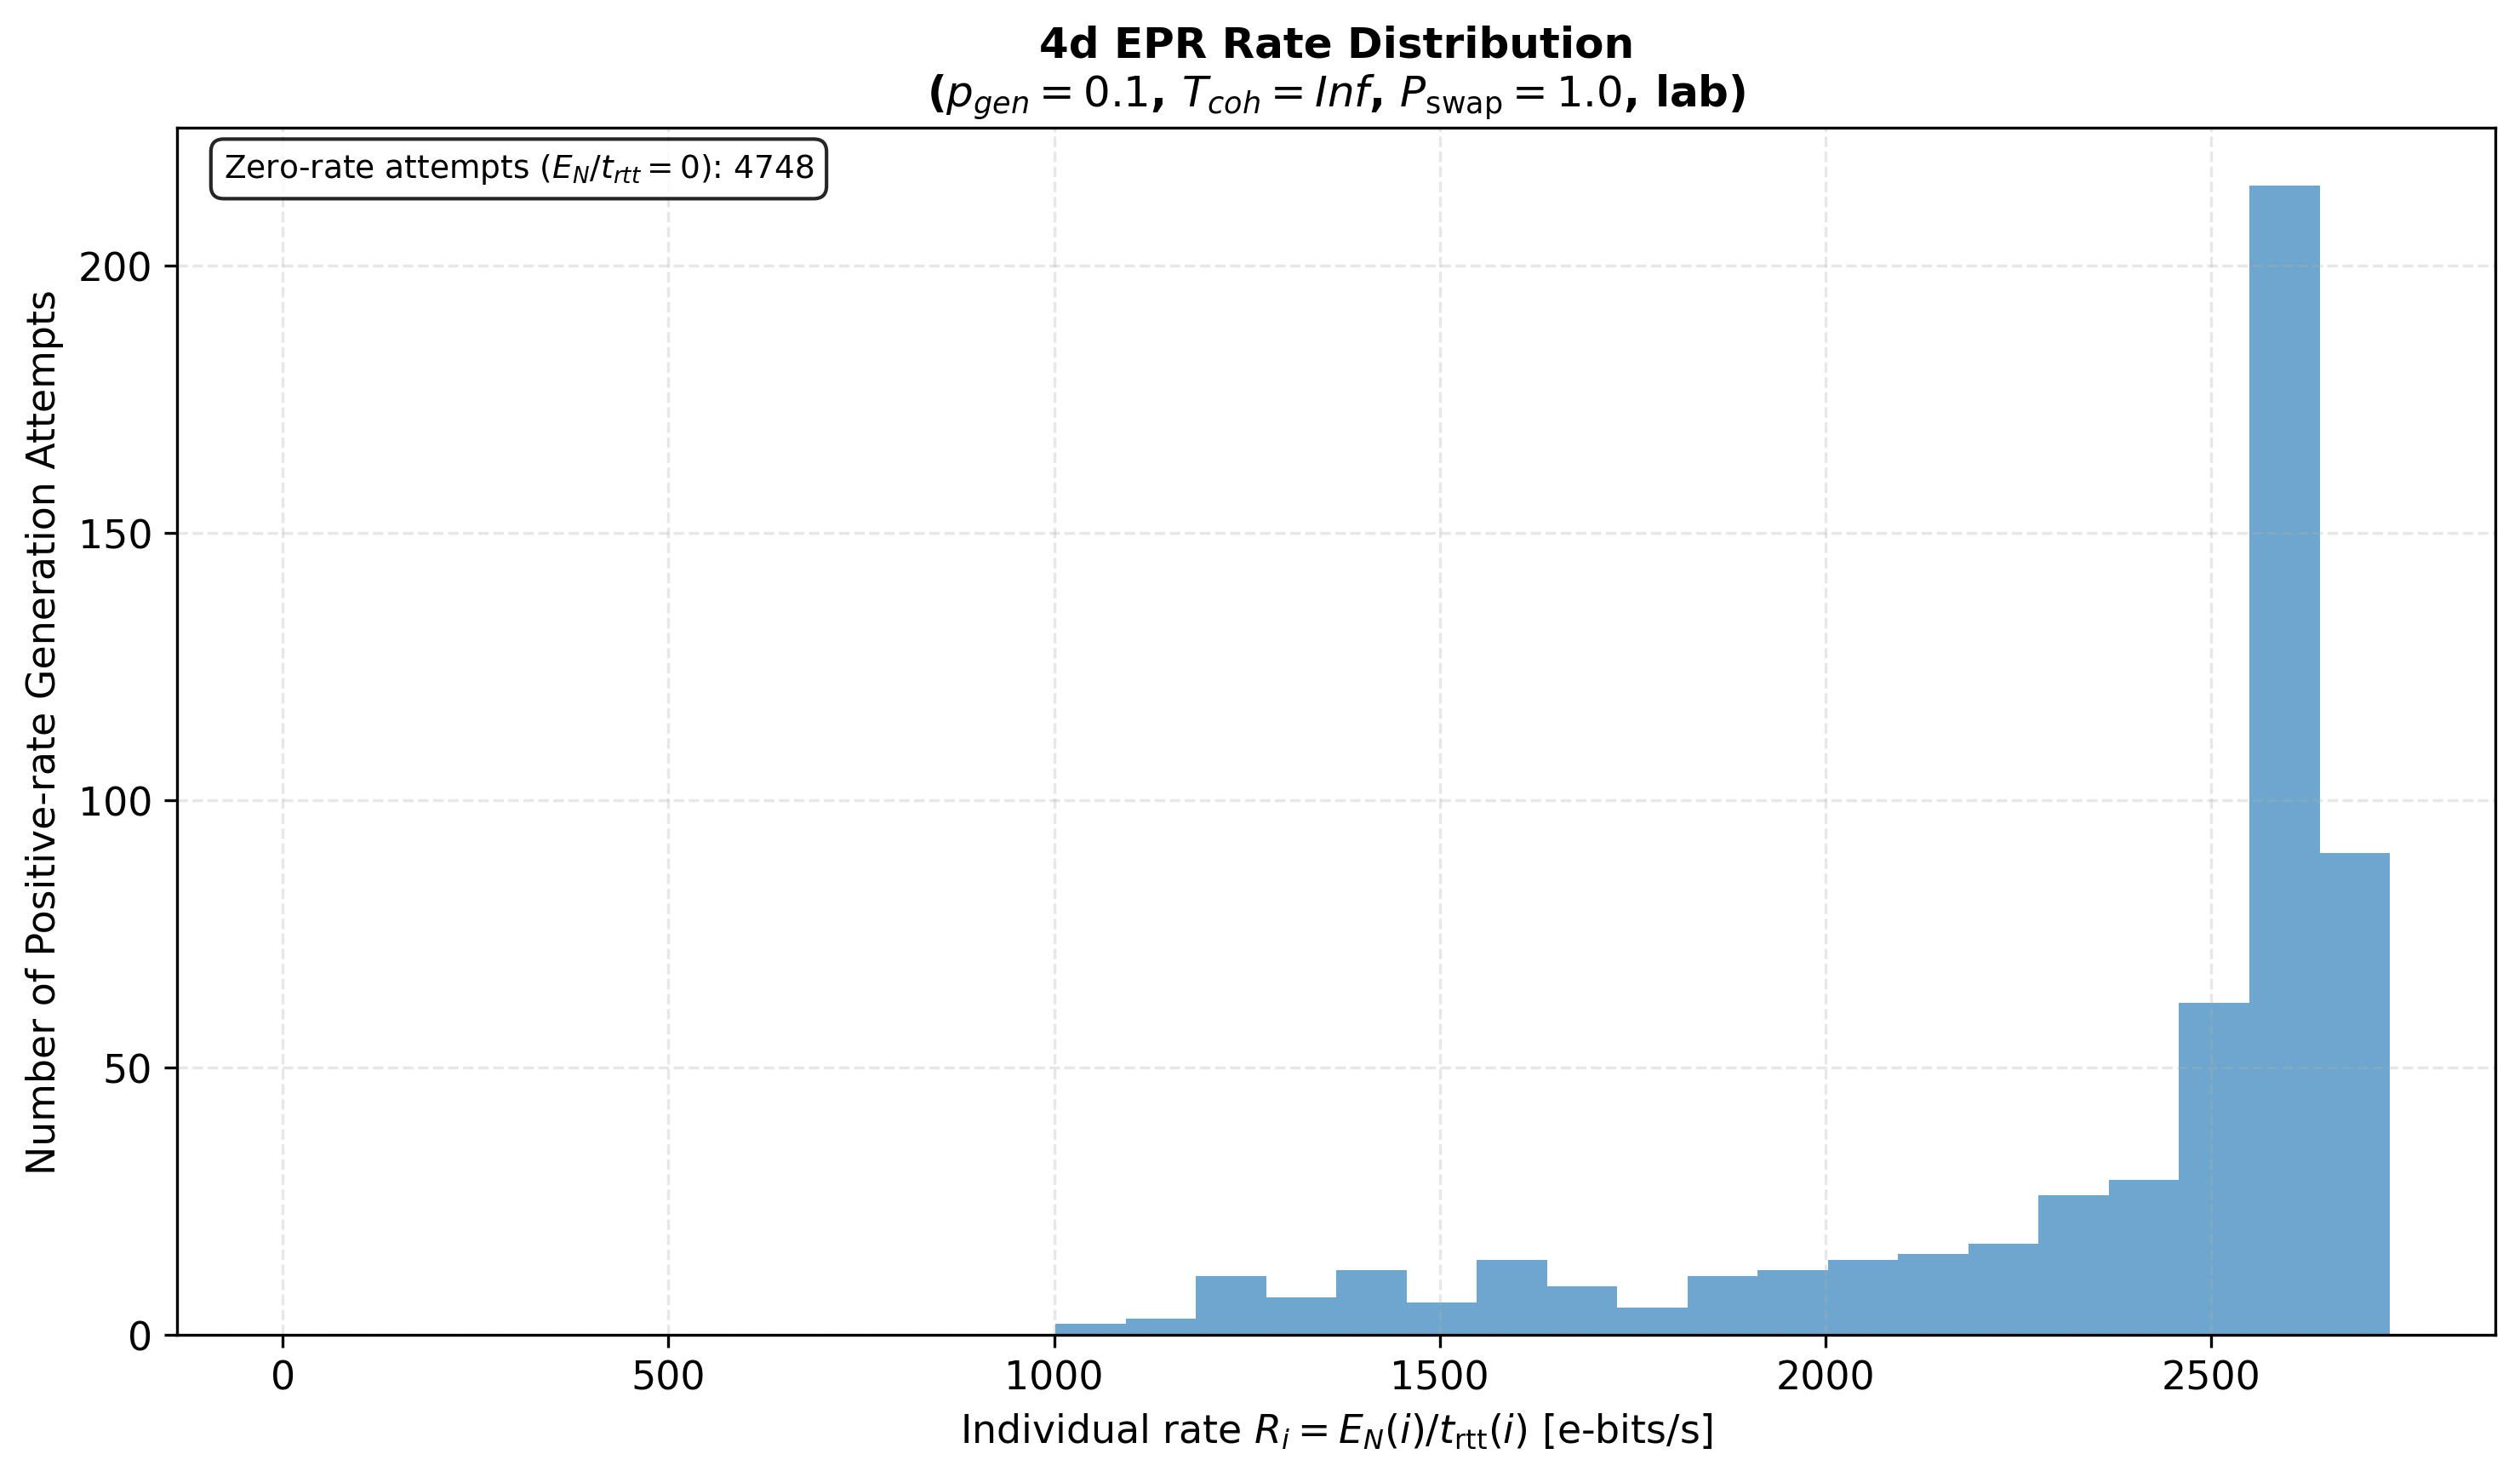 4d EPR Rate Distribution
(p_gen = 0.1, T_coh = Inf, P_swap = 1.0, lab)
Zero-rate attempts (E_N/t_rtt = 0): 4748
Number of Positive-rate Generation Attempts
200
150
100
50
0
0 500 1000 1500 2000 2500
Individual rate R_i = E_N(i)/t_rtt(i) [e-bits/s]